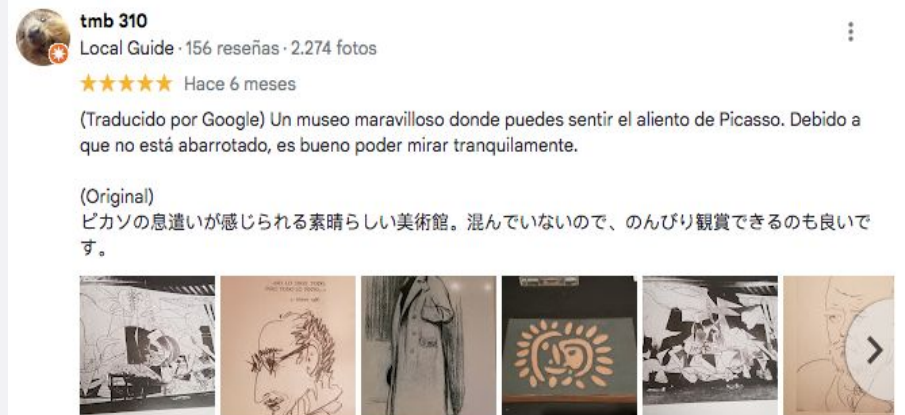 tmb 310
Local Guide · 156 reseñas · 2.274 fotos
Hace 6 meses
(Traducido por Google) Un museo maravilloso donde puedes sentir el aliento de Picasso. Debido a
que no está abarrotado, es bueno poder mirar tranquilamente.
(Original)
ピカソの息遣いが感じられる素晴らしい美術館。混んでいないので、のんびり観賞できるのも良いで
す。